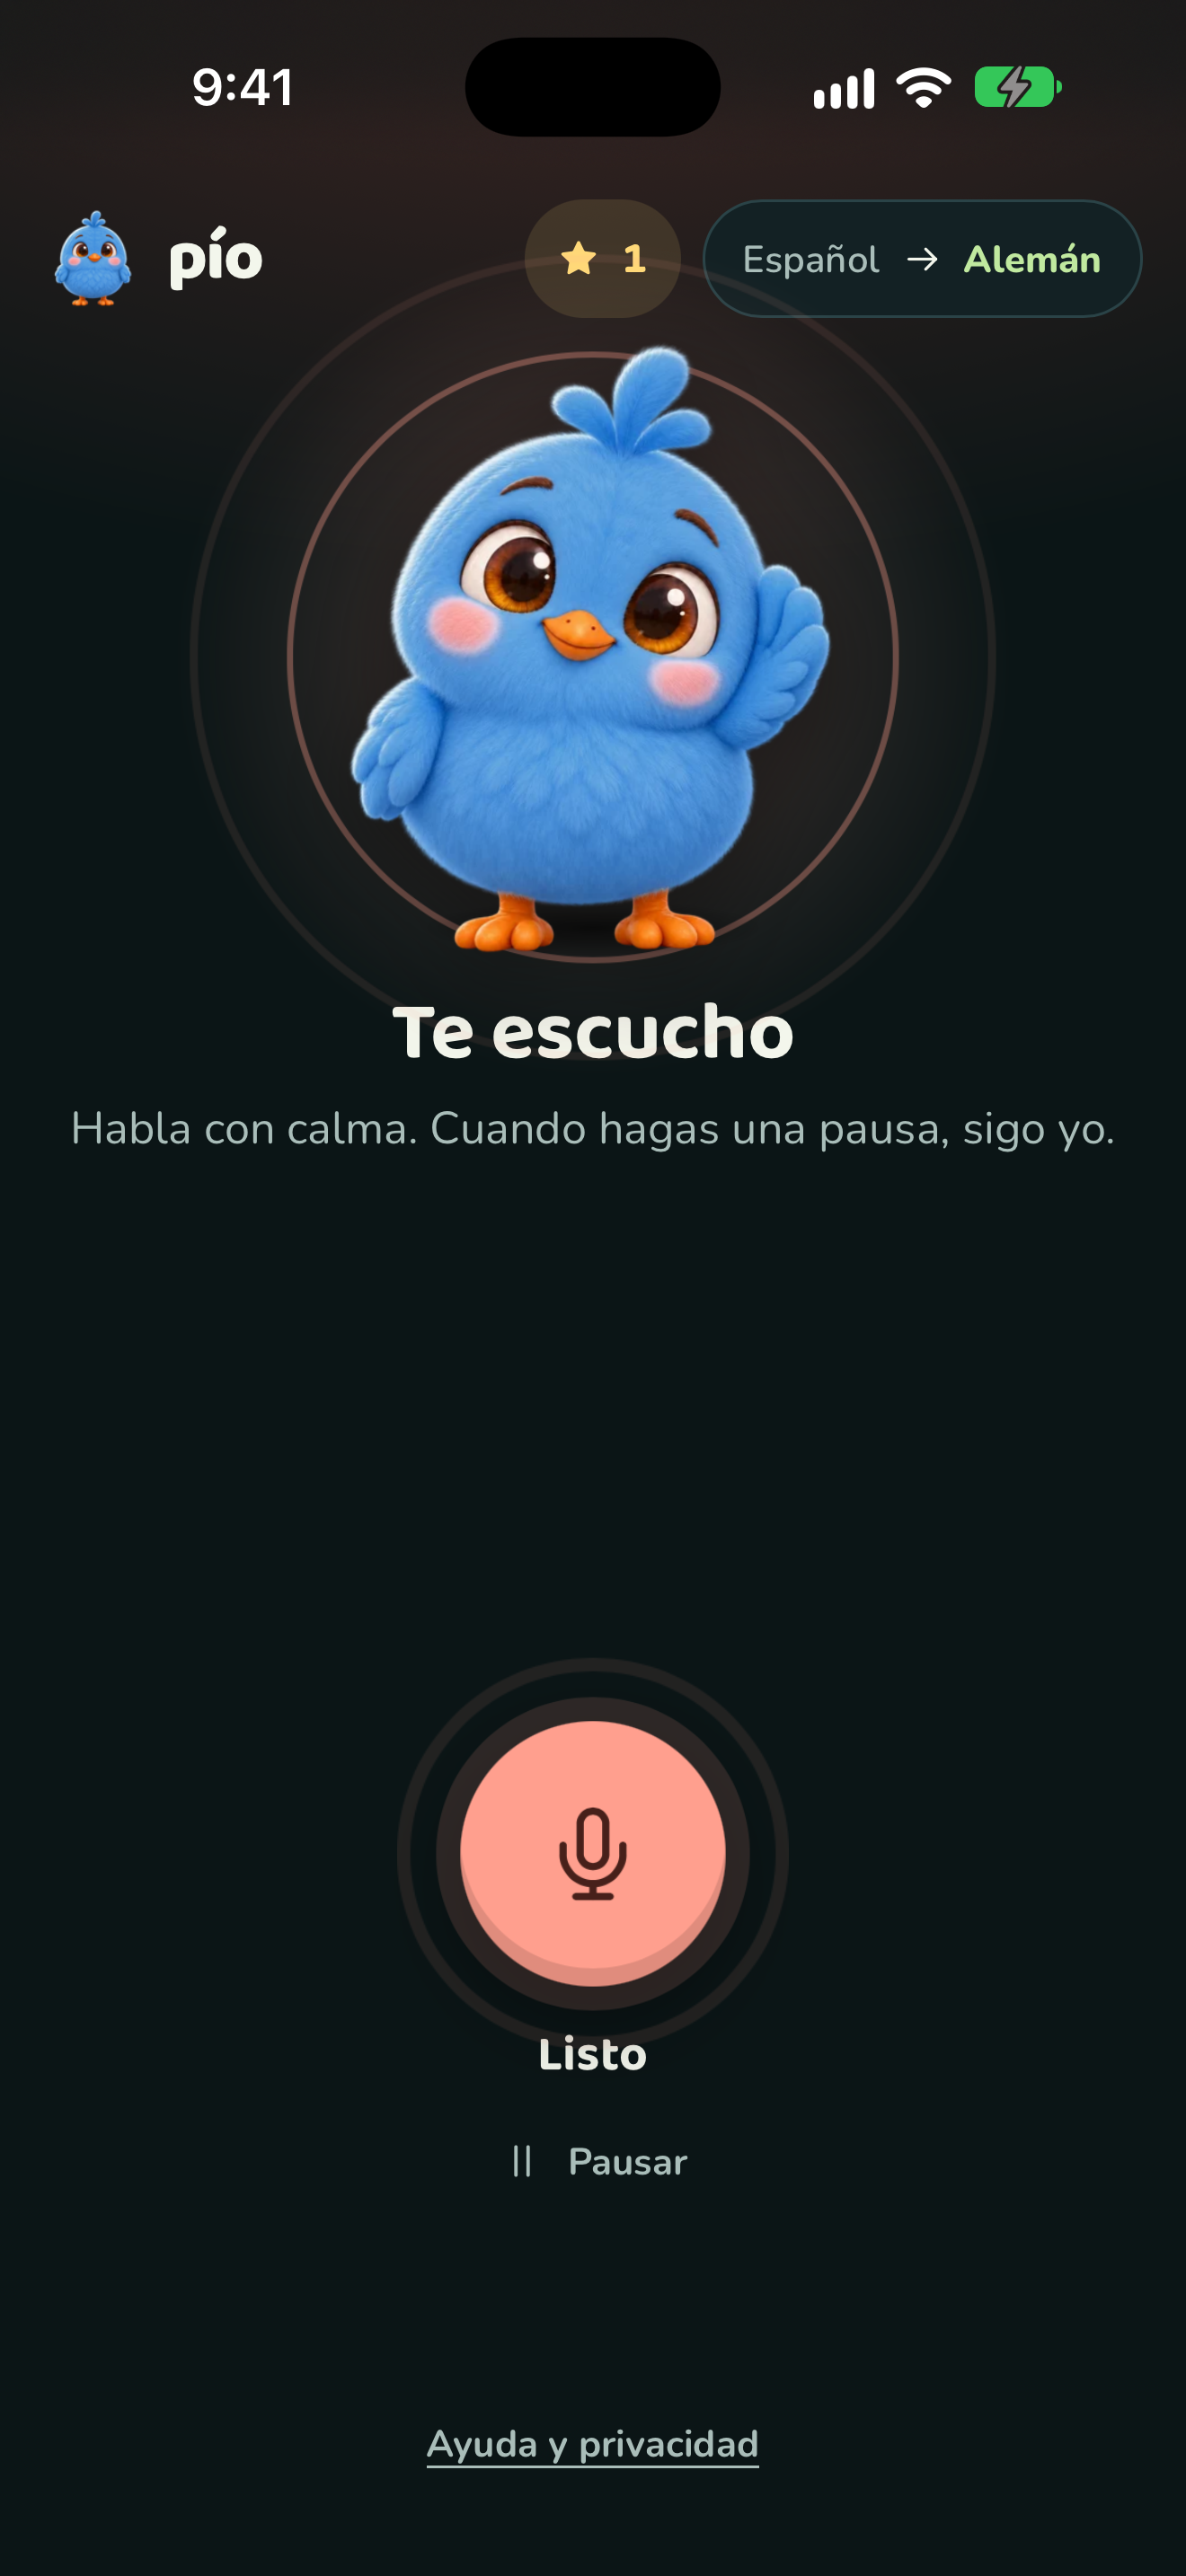 9:41
pío
1
Español → Alemán
Te escucho
Habla con calma. Cuando hagas una pausa, sigo yo.
Listo
Pausar
Ayuda y privacidad